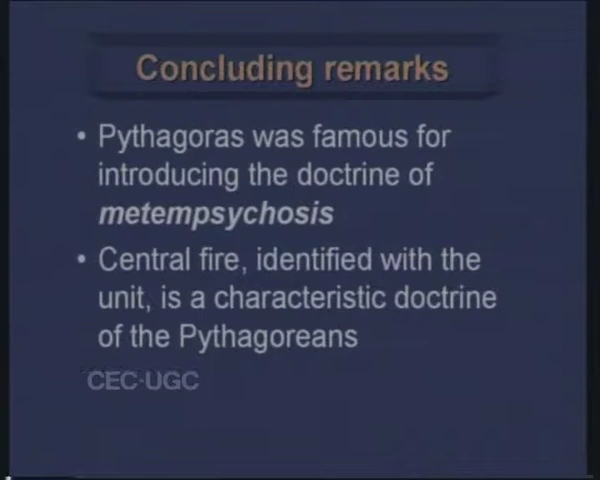 Concluding remarks
• Pythagoras was famous for
introducing the doctrine of
metempsychosis
• Central fire, identified with the
unit, is a characteristic doctrine
of the Pythagoreans
CEC-UGC